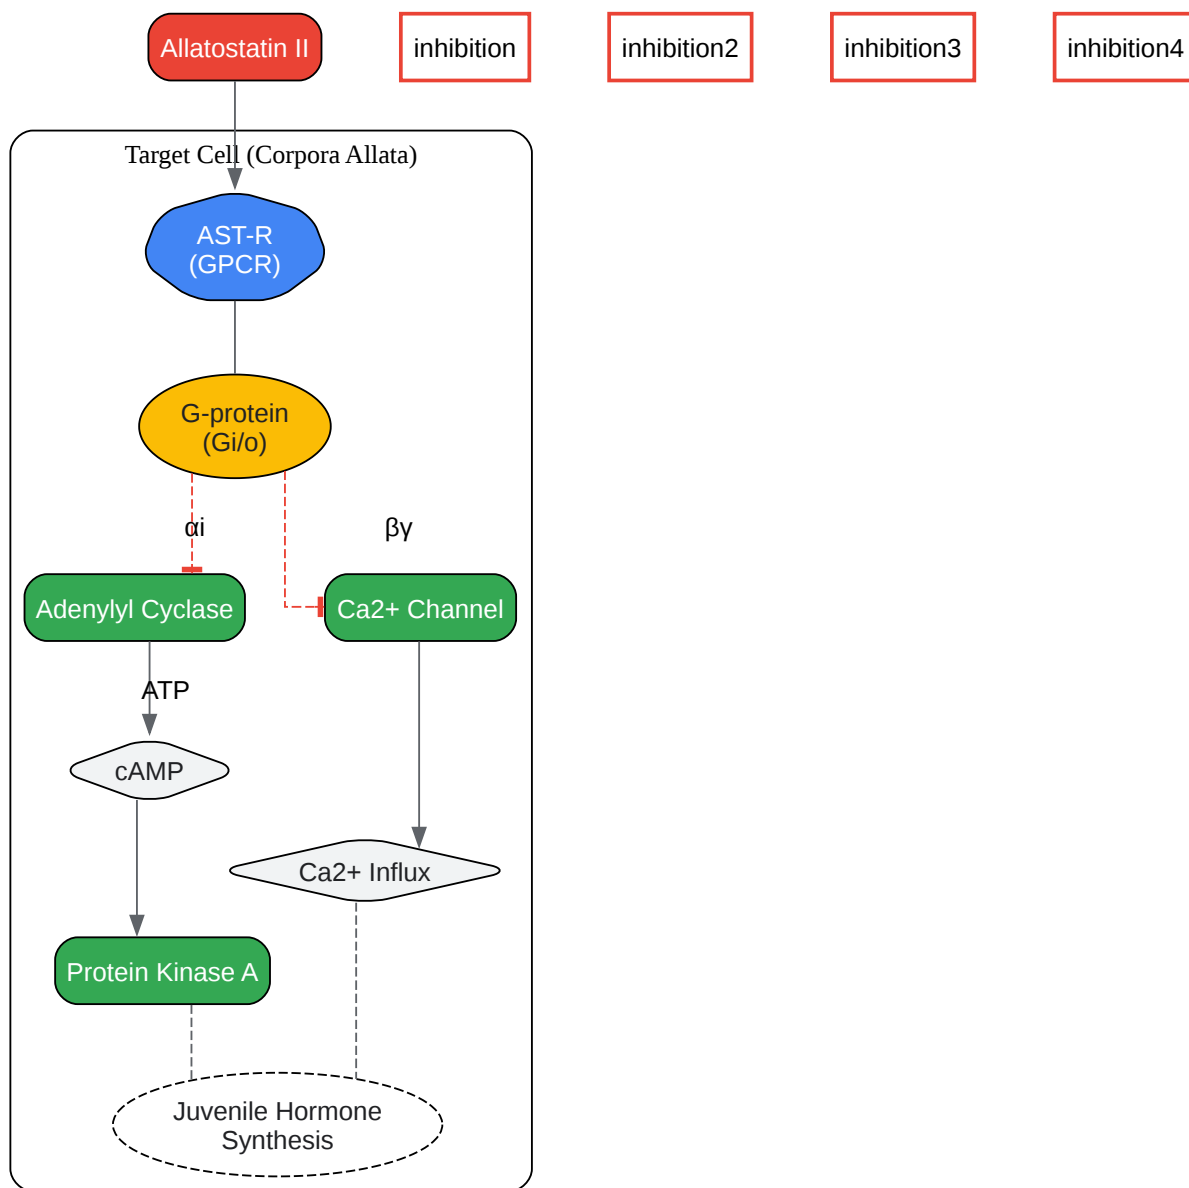 Allatostatin II
inhibition
inhibition2
inhibition3
inhibition4
Target Cell (Corpora Allata)
AST-R
(GPCR)
G-protein
(Gi/o)
αi
βγ
Adenylyl Cyclase
Ca2+ Channel
ATP
cAMP
Ca2+ Influx
Protein Kinase A
Juvenile Hormone
Synthesis